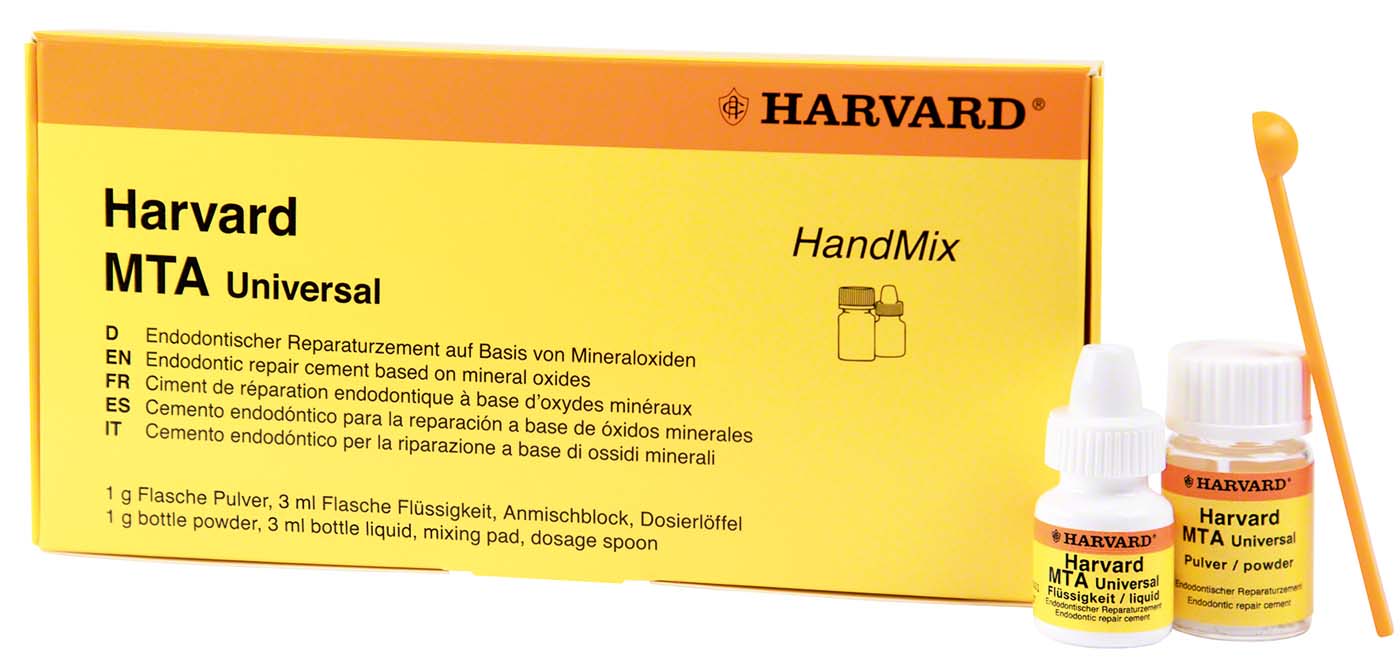 HARVARD®
Harvard
MTA Universal
HandMix
D Endodontischer Reparaturzement auf Basis von Mineraloxiden
EN Endodontic repair cement based on mineral oxides
FR Ciment de réparation endodontique à base d'oxydes minéraux
ES Cemento endodóntico para la reparación a base de óxidos minerales
IT Cemento endodóntico per la riparazione a base di ossidi minerali
1 g Flasche Pulver, 3 ml Flasche Flüssigkeit, Anmischblock, Dosierlöffel
1 g bottle powder, 3 ml bottle liquid, mixing pad, dosage spoon
HARVARD®
Harvard
MTA Universal
Flüssigkeit / liquid
Endodontischer Reparaturzement
Endodontic repair cement
HARVARD®
Harvard
MTA Universal
Pulver / powder
Endodontischer Reparaturzement
Endodontic repair cement